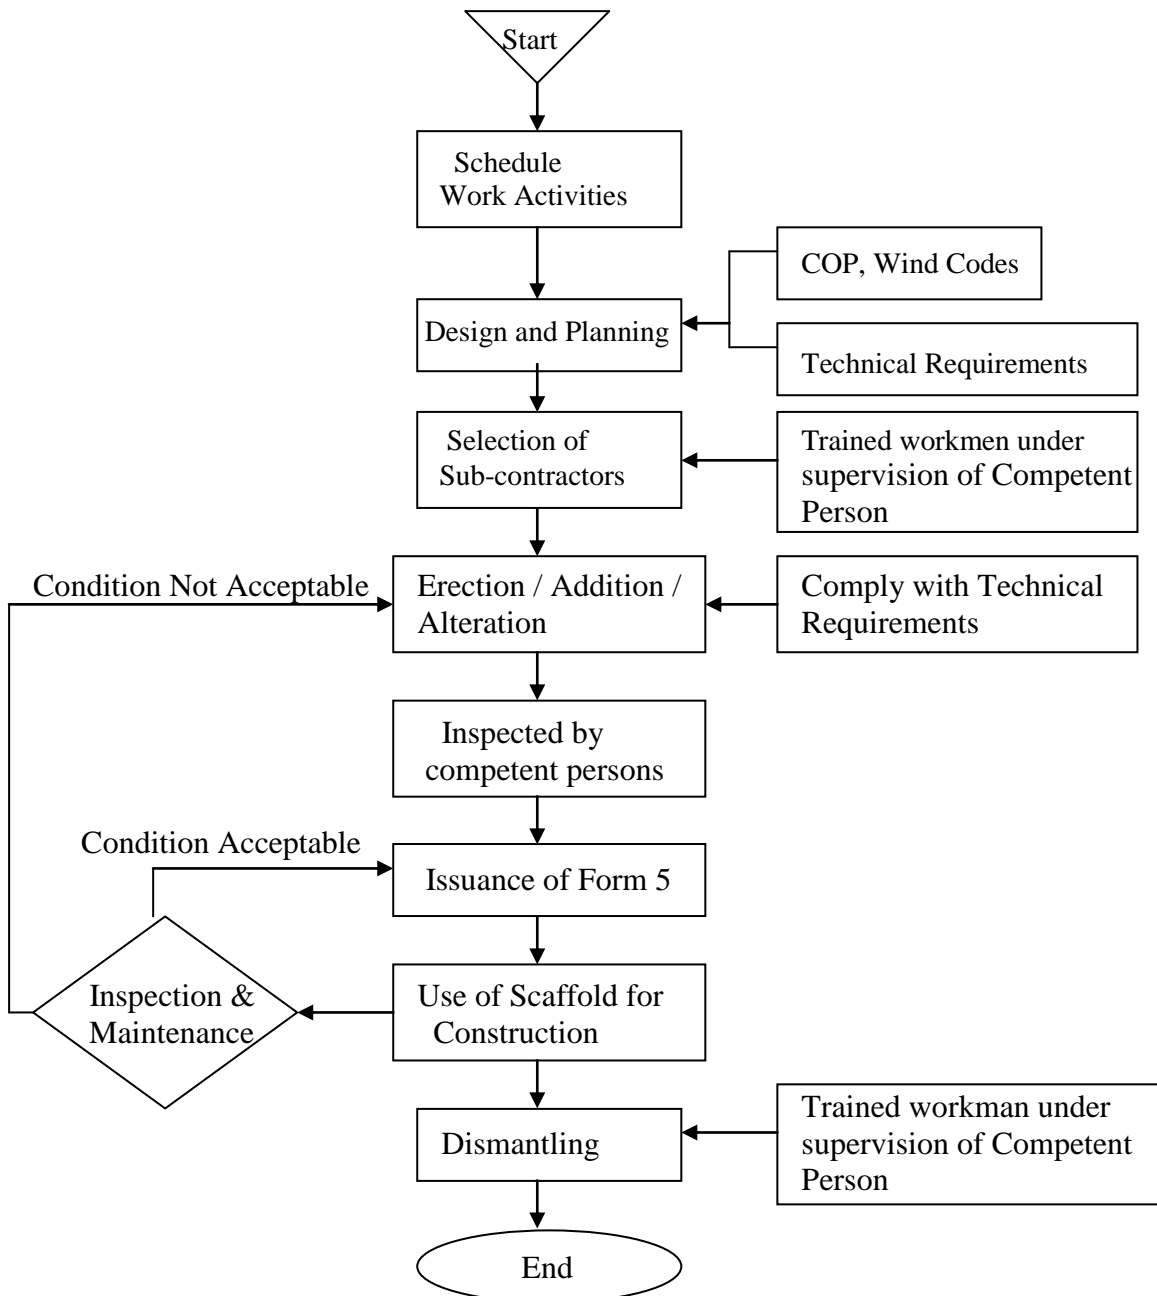 Start
Schedule
Work Activities
COP, Wind Codes
Design and Planning
Technical Requirements
Selection of
Sub-contractors
Trained workmen under
supervision of Competent
Person
Condition Not Acceptable
Erection / Addition /
Alteration
Comply with Technical
Requirements
Inspected by
competent persons
Condition Acceptable
Issuance of Form 5
Inspection &
Maintenance
Use of Scaffold for
Construction
Dismantling
Trained workman under
supervision of Competent
Person
End